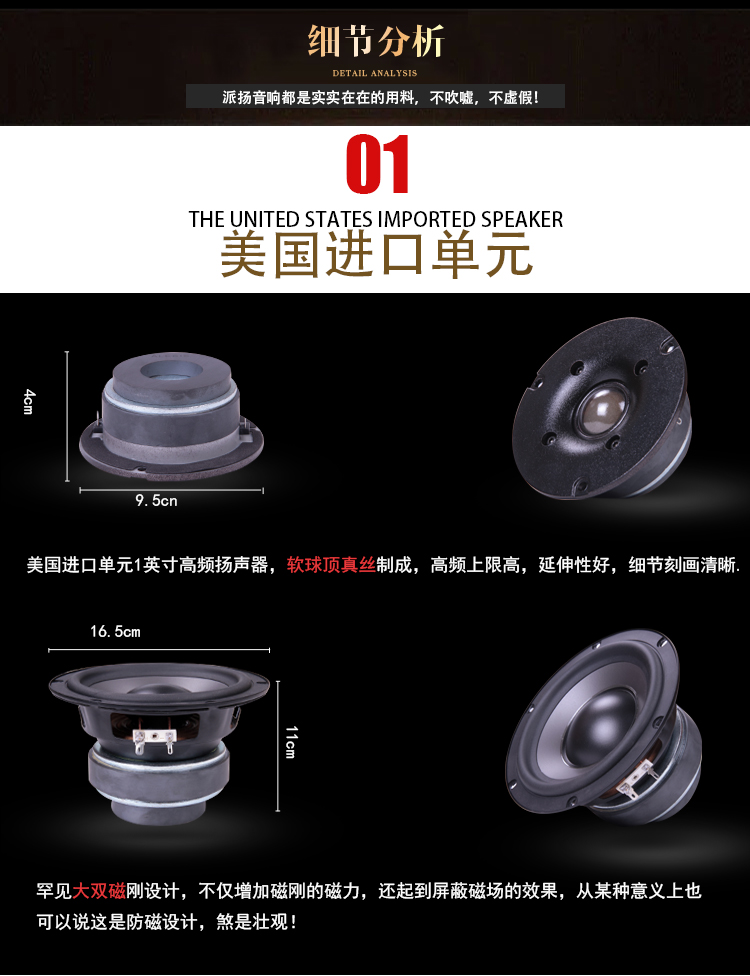 细节分析
DETAIL ANALYSIS
派扬音响都是实实在在的用料，不吹嘘，不虚假！
01
THE UNITED STATES IMPORTED SPEAKER
美国进口单元
4cm
9.5cn
美国进口单元1英寸高频扬声器，软球顶真丝制成，高频上限高，延伸性好，细节刻画清晰.
16.5cm
11cm
罕见大双磁刚设计，不仅增加磁刚的磁力，还起到屏蔽磁场的效果，从某种意义上也
可以说这是防磁设计，煞是壮观！